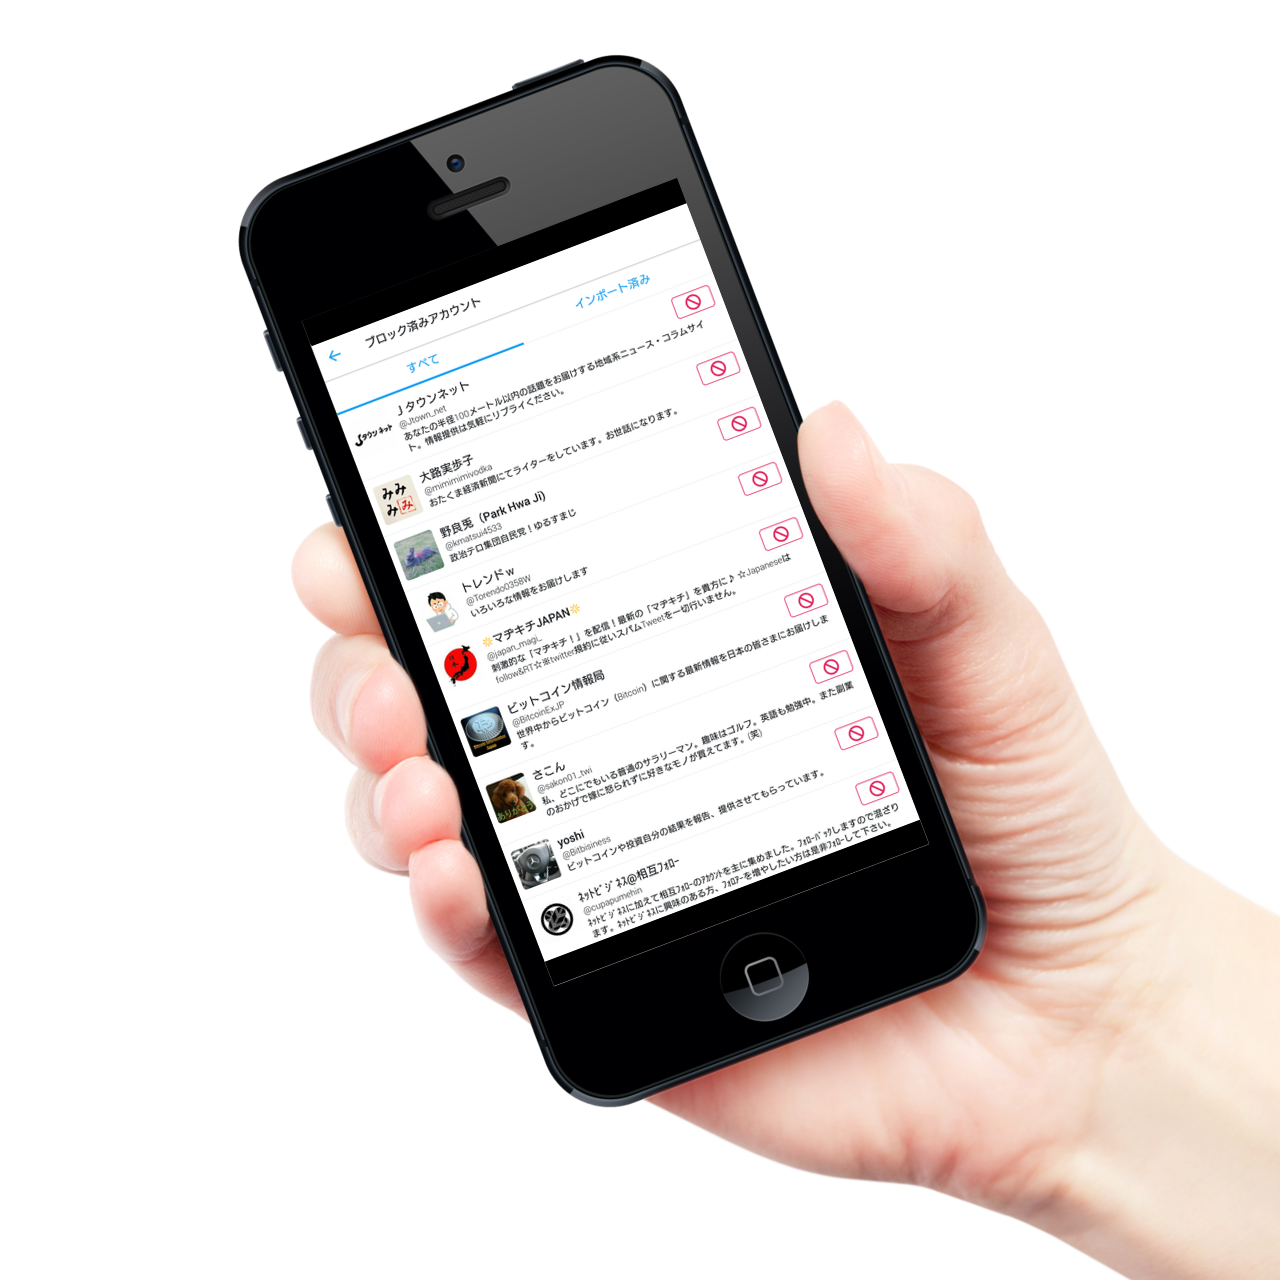 ブロック済みアカウント
すべて
インポート済み
Jタウンネット
Jタウンネット
@Jtown_net
あなたの半径100メートル以内の話題をお届けする地域系ニュース・コラムサイ
ト。情報提供は気軽にリプライください。
みみ
みみ
大路実歩子
@mimimimivodka
おたくま経済新聞にてライターをしています。お世話になります。
野良兎（Park Hwa Ji)
@kmatsui4533
政治テロ集団自民党！ゆるすまじ
トレンドｗ
@Torendo0358W
いろいろな情報をお届けします
🔆マヂキチJAPAN🔆
@japan_magi_
刺激的な「マヂキチ！」を配信！最新の「マヂキチ」を貴方に♪ ☆Japaneseは
follow&RT☆※twitter規約に従いスパムTweetを一切行いません。
ビットコイン情報局
@BitcoinExJP
世界中からビットコイン（Bitcoin）に関する最新情報を日本の皆さまにお届けしま
す。
さこん
@sakon01_twi
私、どこにでもいる普通のサラリーマン。趣味はゴルフ。英語も勉強中。また副業
のおかげで嫁に怒られずに好きなモノが買えてます。(笑)
ありがとう
yoshi
@Bitbisiness
ビットコインや投資自分の結果を報告、提供させてもらっています。
ﾈｯﾄﾋﾞｼﾞﾈｽ@相互ﾌｫﾛｰ
@cupapumehin
ﾈｯﾄﾋﾞｼﾞﾈｽに加えて相互ﾌｫﾛｰのｱｶｳﾝﾄを主に集めました。ﾌｫﾛｰﾊﾞｯｸしますので混ざり
ます。ﾈｯﾄﾋﾞｼﾞﾈｽに興味のある方、ﾌｫﾛｱｰを増やしたい方は是非ﾌｫﾛｰして下さい。